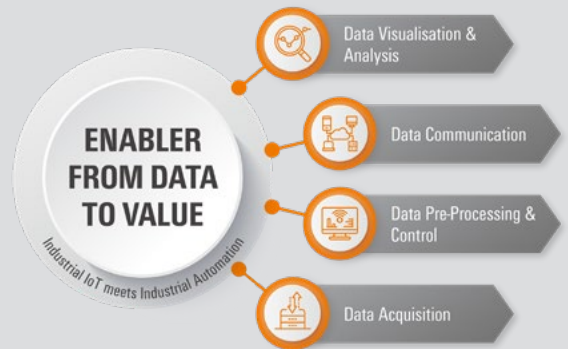 ENABLER
FROM DATA
TO VALUE
Industrial IoT meets Industrial Automation
Data Visualisation &
Analysis
Data Communication
Data Pre-Processing &
Control
Data Acquisition